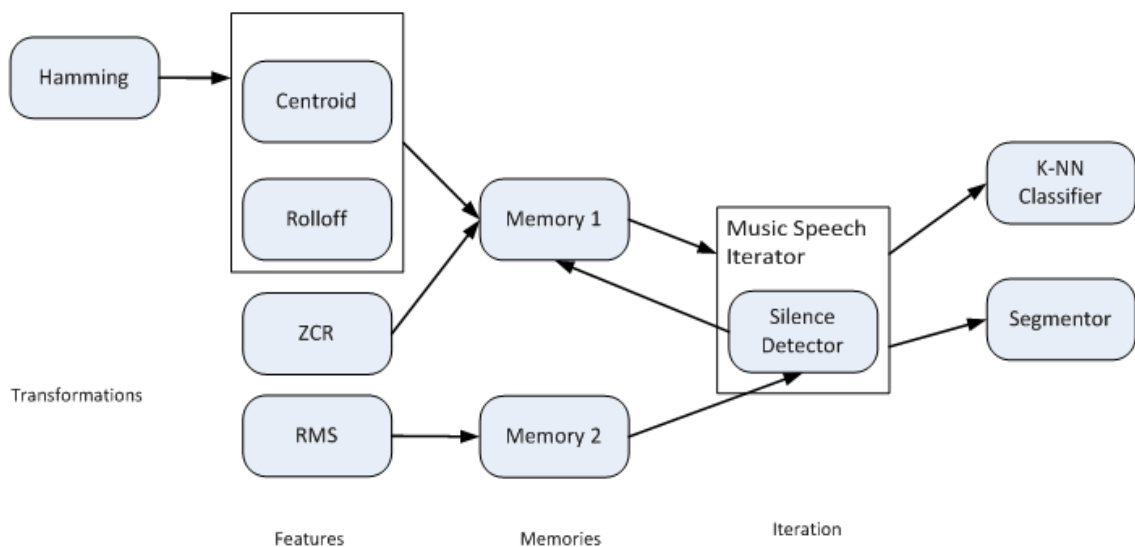 Hamming
Centroid
Rolloff
ZCR
RMS
Memory 1
Memory 2
Music Speech
Iterator
Silence
Detector
K-NN
Classifier
Segmentor
Transformations
Features
Memories
Iteration